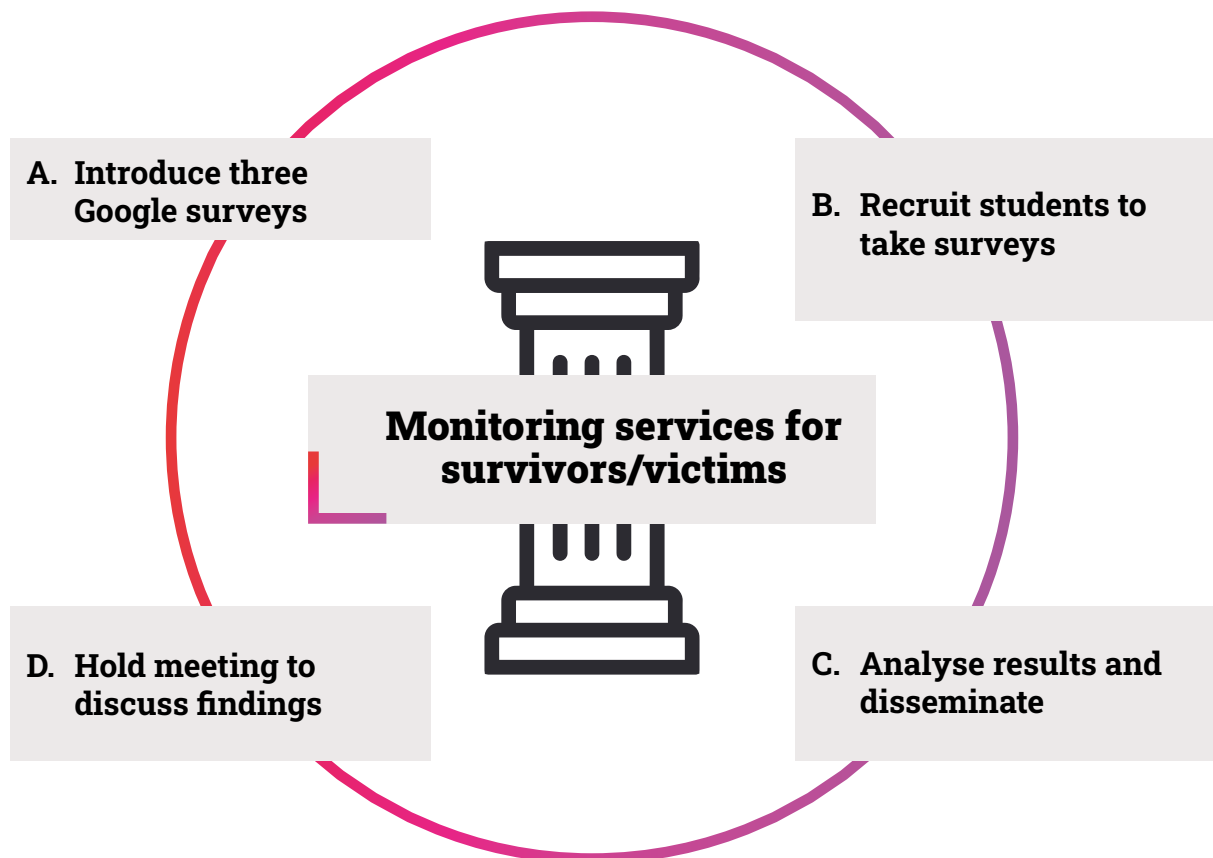 A. Introduce three
Google surveys
B. Recruit students to
take surveys
Monitoring services for
survivors/victims
C. Analyse results and
disseminate
D. Hold meeting to
discuss findings